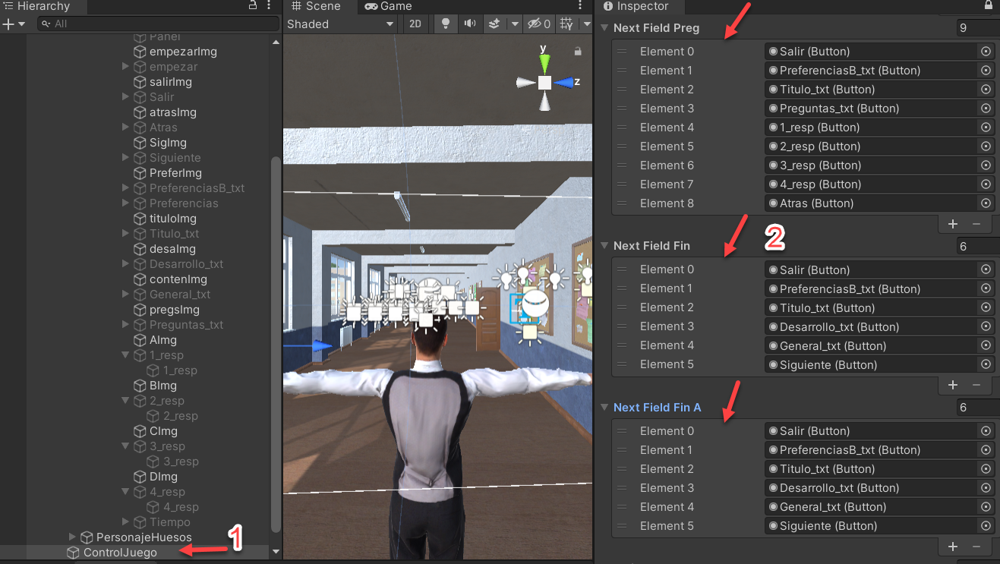 Hierarchy
All
Panel
empezarImg
empezar
salirImg
Salir
atrasImg
Atras
SigImg
Siguiente
PreferImg
PreferenciasB_txt
Preferencias
tituloImg
Titulo_txt
desaImg
Desarrollo_txt
contenImg
General_txt
pregsImg
Preguntas_txt
AImg
1_resp
1_resp
BImg
2_resp
2_resp
CImg
3_resp
3_resp
DImg
4_resp
4_resp
Tiempo
PersonajeHuesos
ControlJuego
1
Scene Game
Shaded 2D 0
y
z
Inspector
Next Field Preg 9
Element 0 Salir (Button)
Element 1 PreferenciasB_txt (Button)
Element 2 Titulo_txt (Button)
Element 3 Preguntas_txt (Button)
Element 4 1_resp (Button)
Element 5 2_resp (Button)
Element 6 3_resp (Button)
Element 7 4_resp (Button)
Element 8 Atras (Button)
2
Next Field Fin 6
Element 0 Salir (Button)
Element 1 PreferenciasB_txt (Button)
Element 2 Titulo_txt (Button)
Element 3 Desarrollo_txt (Button)
Element 4 General_txt (Button)
Element 5 Siguiente (Button)
Next Field Fin A 6
Element 0 Salir (Button)
Element 1 PreferenciasB_txt (Button)
Element 2 Titulo_txt (Button)
Element 3 Desarrollo_txt (Button)
Element 4 General_txt (Button)
Element 5 Siguiente (Button)